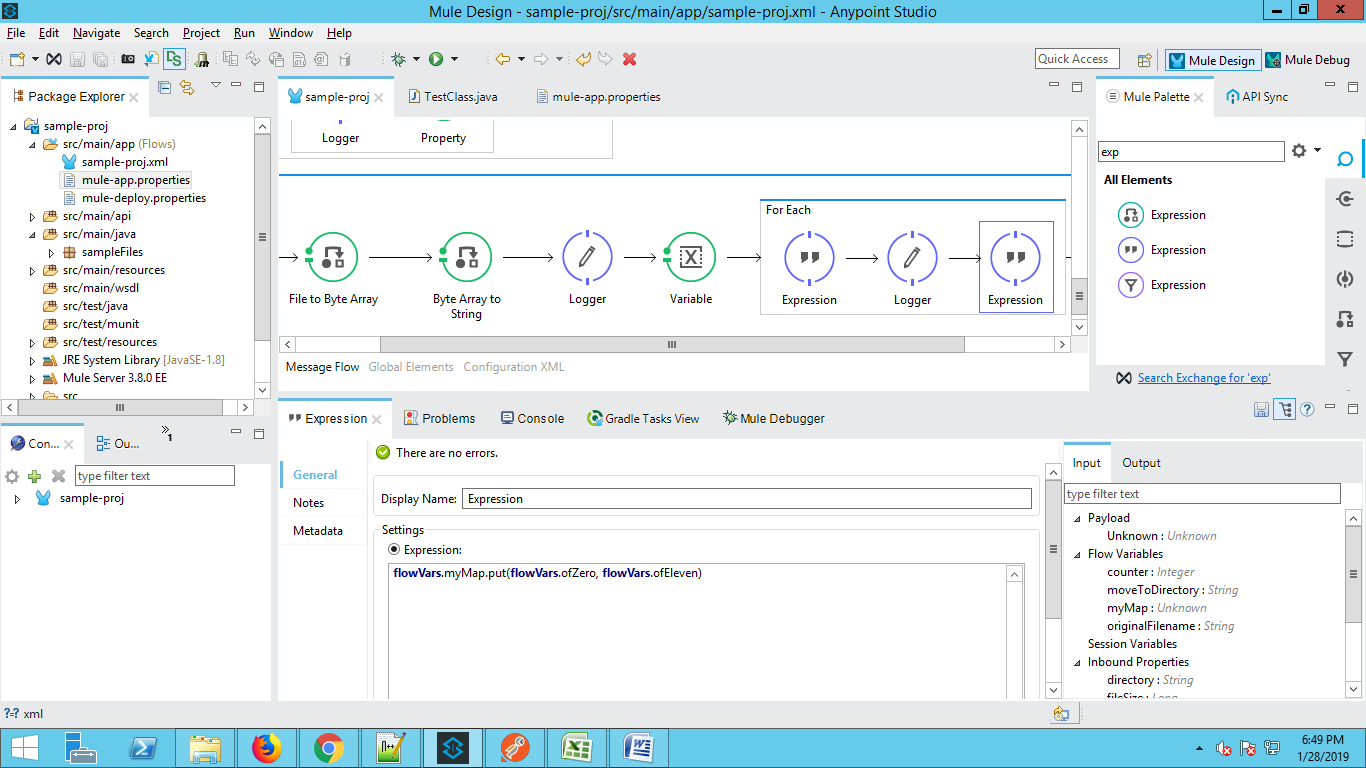 Mule Design - sample-proj/src/main/app/sample-proj.xml - Anypoint Studio
File Edit Navigate Search Project Run Window Help
Quick Access
Mule Design
Mule Debug
Package Explorer
sample-proj
src/main/app (Flows)
sample-proj.xml
mule-app.properties
mule-deploy.properties
src/main/api
src/main/java
sampleFiles
src/main/resources
src/main/wsdl
src/test/java
src/test/munit
src/test/resources
JRE System Library [JavaSE-1.8]
Mule Server 3.8.0 EE
src
Con...
Ou...
1
type filter text
sample-proj
sample-proj
TestClass.java
mule-app.properties
Logger
Property
For Each
File to Byte Array
Byte Array to
String
Logger
Variable
Expression
Logger
Expression
Message Flow
Global Elements
Configuration XML
Mule Palette
API Sync
exp
All Elements
Expression
Expression
Expression
Search Exchange for 'exp'
Expression
Problems
Console
Gradle Tasks View
Mule Debugger
General
Notes
Metadata
There are no errors.
Display Name: Expression
Settings
Expression:
flowVars.myMap.put(flowVars.ofZero, flowVars.ofEleven)
Input
Output
type filter text
Payload
Unknown : Unknown
Flow Variables
counter : Integer
moveToDirectory : String
myMap : Unknown
originalFilename : String
Session Variables
Inbound Properties
directory : String
fileSize : Long
xml
6:49 PM
1/28/2019